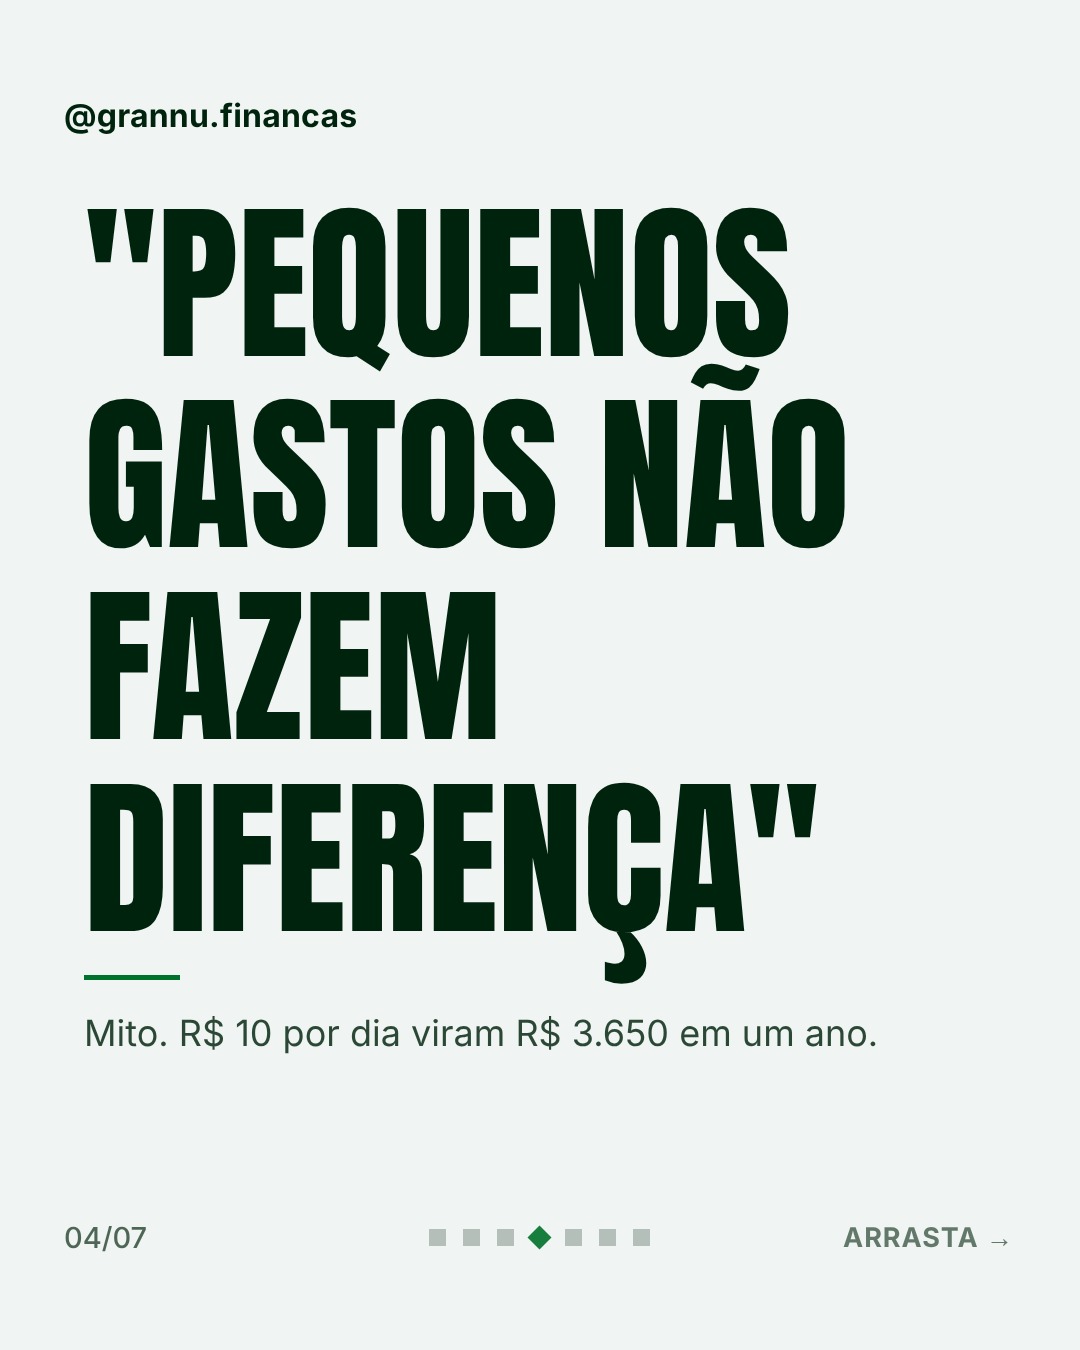 @grannu.financas
"PEQUENOS
GASTOS NÃO
FAZEM
DIFERENÇA"
Mito. R$ 10 por dia viram R$ 3.650 em um ano.
04/07
ARRASTA →